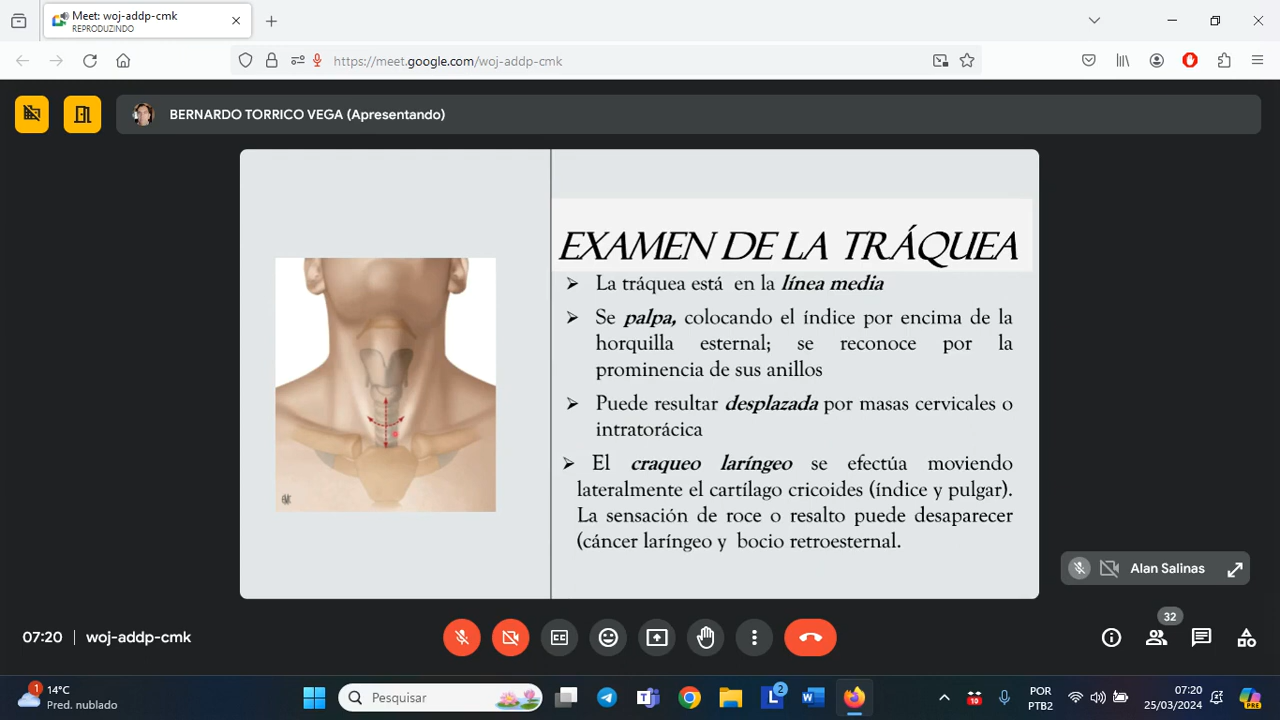 Meet: woj-addp-cmk
REPRODUZINDO
https://meet.google.com/woj-addp-cmk
BERNARDO TORRICO VEGA (Apresentando)
EXAMEN DE LA TRÁQUEA
➢ La tráquea está en la línea media
➢ Se palpa, colocando el índice por encima de la
horquilla esternal; se reconoce por la
prominencia de sus anillos
➢ Puede resultar desplazada por masas cervicales o
intratorácica
➢ El craqueo laríngeo se efectúa moviendo
lateralmente el cartílago cricoides (índice y pulgar).
La sensación de roce o resalto puede desaparecer
(cáncer laríngeo y bocio retroesternal.
Alan Salinas
07:20 woj-addp-cmk
32
1
14°C
Pred. nublado
Pesquisar
2
10
POR
PTB2
07:20
25/03/2024
PRE